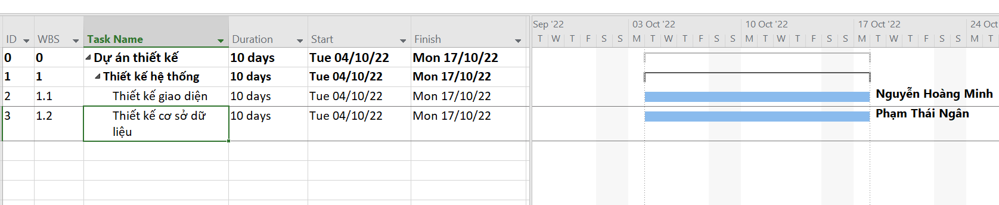 Sep '22 03 Oct '22 10 Oct '22 17 Oct '22 24 Oct
ID WBS Task Name Duration Start Finish T W T F S S M T W T F S S M T W T F S S M T W T F S S M T
0 0 Dự án thiết kế 10 days Tue 04/10/22 Mon 17/10/22
1 1 Thiết kế hệ thống 10 days Tue 04/10/22 Mon 17/10/22
2 1.1 Thiết kế giao diện 10 days Tue 04/10/22 Mon 17/10/22 Nguyễn Hoàng Minh
3 1.2 Thiết kế cơ sở dữ 10 days Tue 04/10/22 Mon 17/10/22 Phạm Thái Ngân
liệu